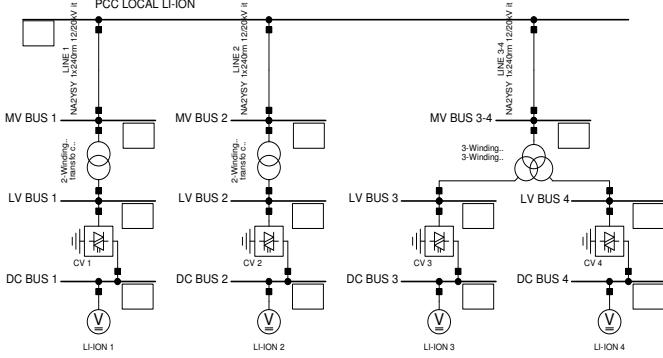 PCC LOCAL LI-ION
LINE 1
NA2YSY 1x240rm 12/20kV it
LINE 2
NA2YSY 1x240rm 12/20kV it
LINE 3-4
NA2YSY 1x240rm 12/20kV it
MV BUS 1
MV BUS 2
MV BUS 3-4
2-Winding..
transfo c..
2-Winding..
transfo c..
3-Winding..
3-Winding..
LV BUS 1
LV BUS 2
LV BUS 3
LV BUS 4
CV 1
CV 2
CV 3
CV 4
DC BUS 1
DC BUS 2
DC BUS 3
DC BUS 4
V
V
V
V
LI-ION 1
LI-ION 2
LI-ION 3
LI-ION 4